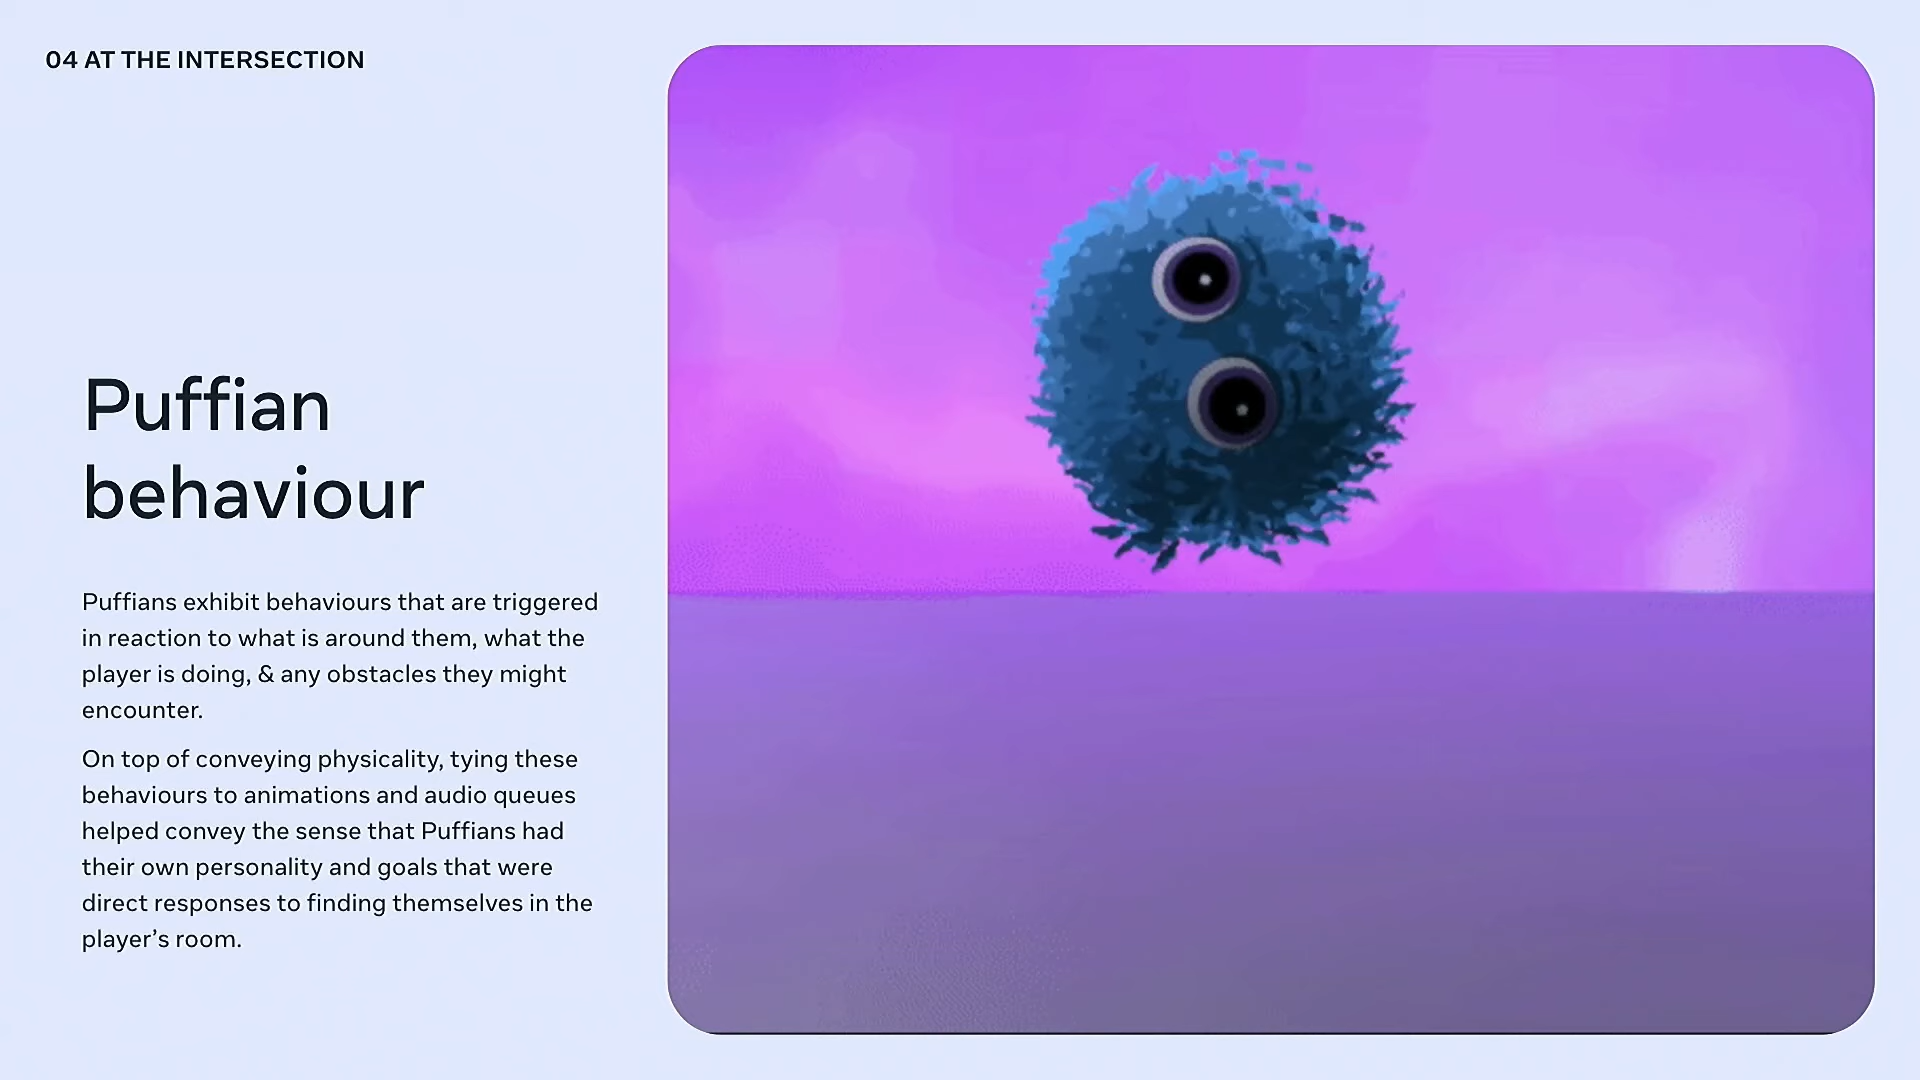 04 AT THE INTERSECTION
Puffian
behaviour
Puffians exhibit behaviours that are triggered
in reaction to what is around them, what the
player is doing, & any obstacles they might
encounter.
On top of conveying physicality, tying these
behaviours to animations and audio queues
helped convey the sense that Puffians had
their own personality and goals that were
direct responses to finding themselves in the
player’s room.